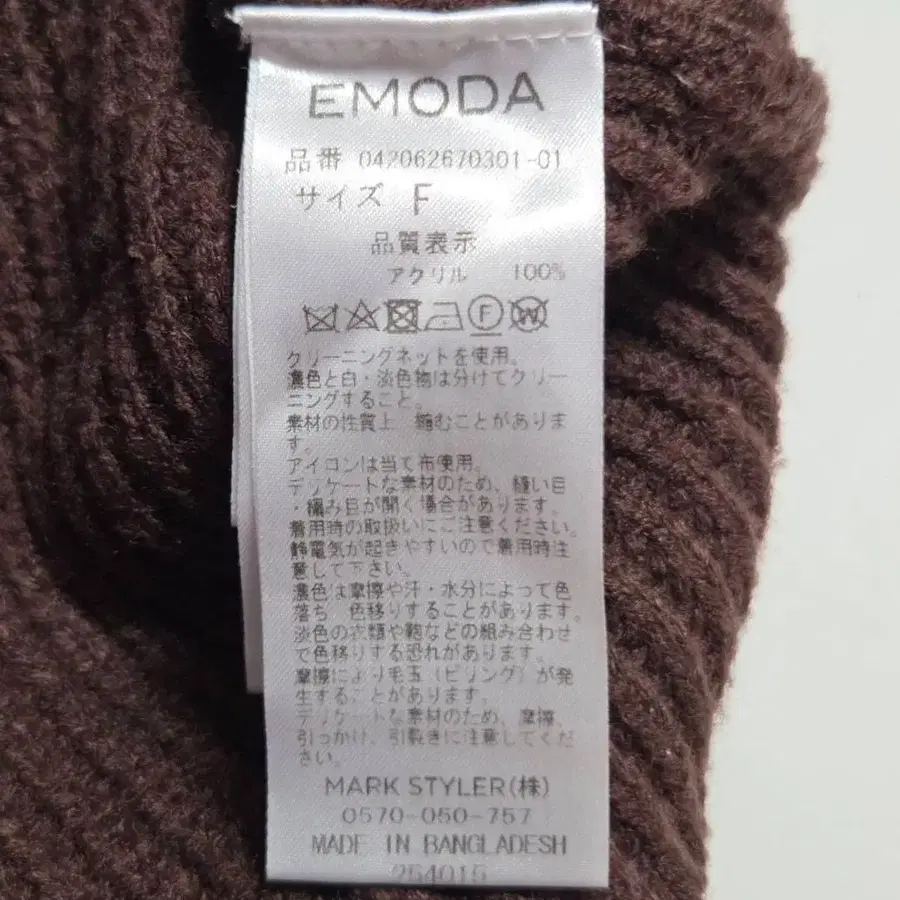 EMODA
品番 042062670301-01
サイズ F
品質表示
アクリル 100%
F W
クリーニングネットを使用。
濃色と白・淡色物は分けてクリー
ニングすること。
素材の性質上 縮むことがありま
す。
アイロンは当て布使用。
デリケートな素材のため、縫い目
・編み目が開く場合があります。
着用時の取扱いにご注意ください。
静電気が起きやすいので着用時注
意して下さい。
濃色は摩擦や汗・水分によって色
落ち 色移りすることがあります。
淡色の衣類や鞄などの組み合わせ
で色移りする恐れがあります。
摩擦により毛玉(ピリング)が発
生することがあります。
デリケートな素材のため、摩擦、
引っかけ、引裂きに注意してくだ
さい。
MARK STYLER(株)
0570-050-757
MADE IN BANGLADESH
254015